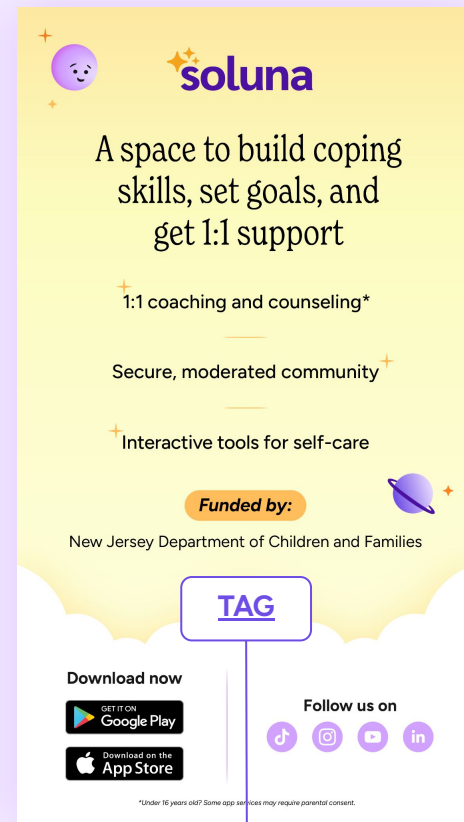 soluna
A space to build coping
skills, set goals, and
get 1:1 support
1:1 coaching and counseling*
Secure, moderated community
Interactive tools for self-care
Funded by:
New Jersey Department of Children and Families
TAG
Download now
GET IT ON
Google Play
Download on the
App Store
Follow us on
in
*Under 16 years old? Some app services may require parental consent.